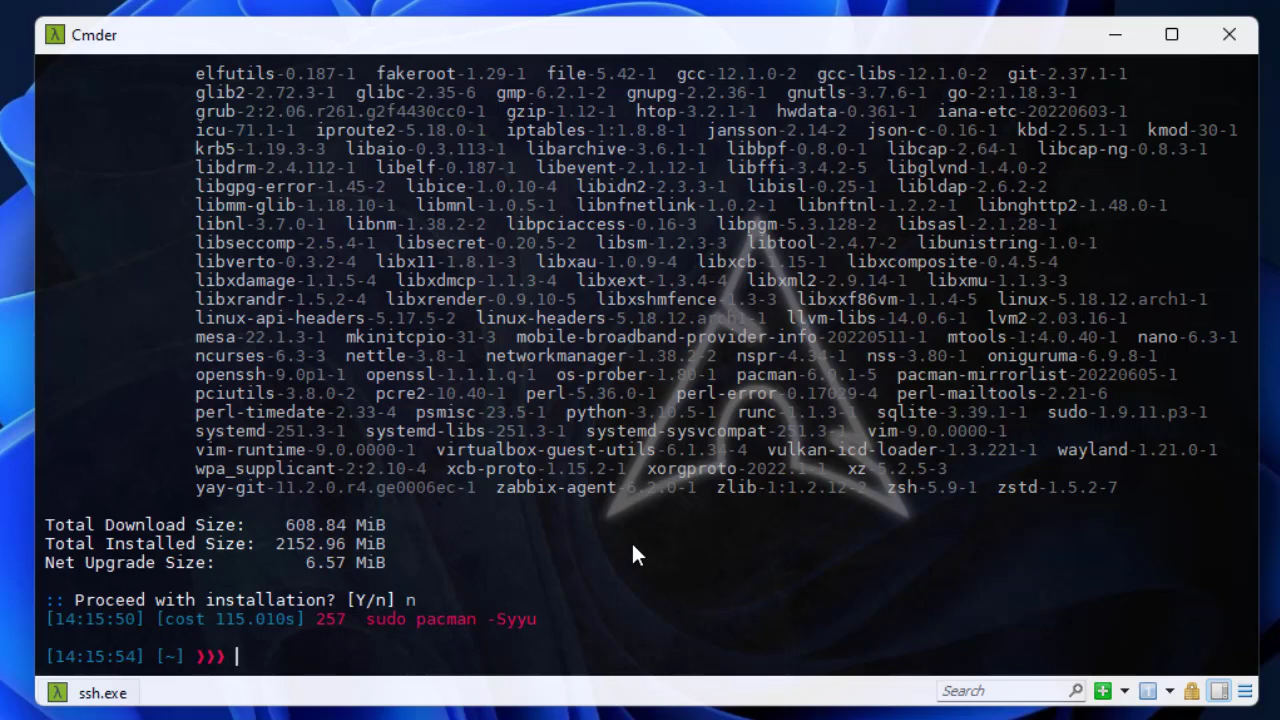 Cmder
elfutils-0.187-1 fakeroot-1.29-1 file-5.42-1 gcc-12.1.0-2 gcc-libs-12.1.0-2 git-2.37.1-1
glib2-2.72.3-1 glibc-2.35-6 gmp-6.2.1-2 gnupg-2.2.36-1 gnutls-3.7.6-1 go-2:1.18.3-1
grub-2:2.06.r261.g2f4430cc0-1 gzip-1.12-1 htop-3.2.1-1 hwdata-0.361-1 iana-etc-20220603-1
icu-71.1-1 iproute2-5.18.0-1 iptables-1:1.8.8-1 jansson-2.14-2 json-c-0.16-1 kbd-2.5.1-1 kmod-30-1
krb5-1.19.3-3 libaio-0.3.113-1 libarchive-3.6.1-1 libbpf-0.8.0-1 libcap-2.64-1 libcap-ng-0.8.3-1
libdrm-2.4.112-1 libelf-0.187-1 libevent-2.1.12-1 libffi-3.4.2-5 libglvnd-1.4.0-2
libgpg-error-1.45-2 libice-1.0.10-4 libidn2-2.3.3-1 libisl-0.25-1 libldap-2.6.2-2
libmm-glib-1.18.10-1 libmnl-1.0.5-1 libnfnetlink-1.0.2-1 libnftnl-1.2.2-1 libnghttp2-1.48.0-1
libnl-3.7.0-1 libnm-1.38.2-2 libpciaccess-0.16-3 libpgm-5.3.128-2 libsasl-2.1.28-1
libseccomp-2.5.4-1 libsecret-0.20.5-2 libsm-1.2.3-3 libtool-2.4.7-2 libunistring-1.0-1
libverto-0.3.2-4 libx11-1.8.1-3 libxau-1.0.9-4 libxcb-1.15-1 libxcomposite-0.4.5-4
libxdamage-1.1.5-4 libxdmcp-1.1.3-4 libxext-1.3.4-4 libxml2-2.9.14-1 libxmu-1.1.3-3
libxrandr-1.5.2-4 libxrender-0.9.10-5 libxshmfence-1.3-3 libxxf86vm-1.1.4-5 linux-5.18.12.arch1-1
linux-api-headers-5.17.5-2 linux-headers-5.18.12.arch1-1 llvm-libs-14.0.6-1 lvm2-2.03.16-1
mesa-22.1.3-1 mkinitcpio-31-3 mobile-broadband-provider-info-20220511-1 mtools-1:4.0.40-1 nano-6.3-1
ncurses-6.3-3 nettle-3.8-1 networkmanager-1.38.2-2 nspr-4.34-1 nss-3.80-1 oniguruma-6.9.8-1
openssh-9.0p1-1 openssl-1.1.1.q-1 os-prober-1.80-1 pacman-6.0.1-5 pacman-mirrorlist-20220605-1
pciutils-3.8.0-2 pcre2-10.40-1 perl-5.36.0-1 perl-error-0.17029-4 perl-mailtools-2.21-6
perl-timedate-2.33-4 psmisc-23.5-1 python-3.10.5-1 runc-1.1.3-1 sqlite-3.39.1-1 sudo-1.9.11.p3-1
systemd-251.3-1 systemd-libs-251.3-1 systemd-sysvcompat-251.3-1 vim-9.0.0000-1
vim-runtime-9.0.0000-1 virtualbox-guest-utils-6.1.34-4 vulkan-icd-loader-1.3.221-1 wayland-1.21.0-1
wpa_supplicant-2:2.10-4 xcb-proto-1.15.2-1 xorgproto-2022.1-1 xz-5.2.5-3
yay-git-11.2.0.r4.ge0006ec-1 zabbix-agent-6.2.0-1 zlib-1:1.2.12-2 zsh-5.9-1 zstd-1.5.2-7
Total Download Size: 608.84 MiB
Total Installed Size: 2152.96 MiB
Net Upgrade Size: 6.57 MiB
:: Proceed with installation? [Y/n] n
[14:15:50] [cost 115.010s] 257 sudo pacman -Syyu
[14:15:54] [~] ❯❯❯
ssh.exe
Search